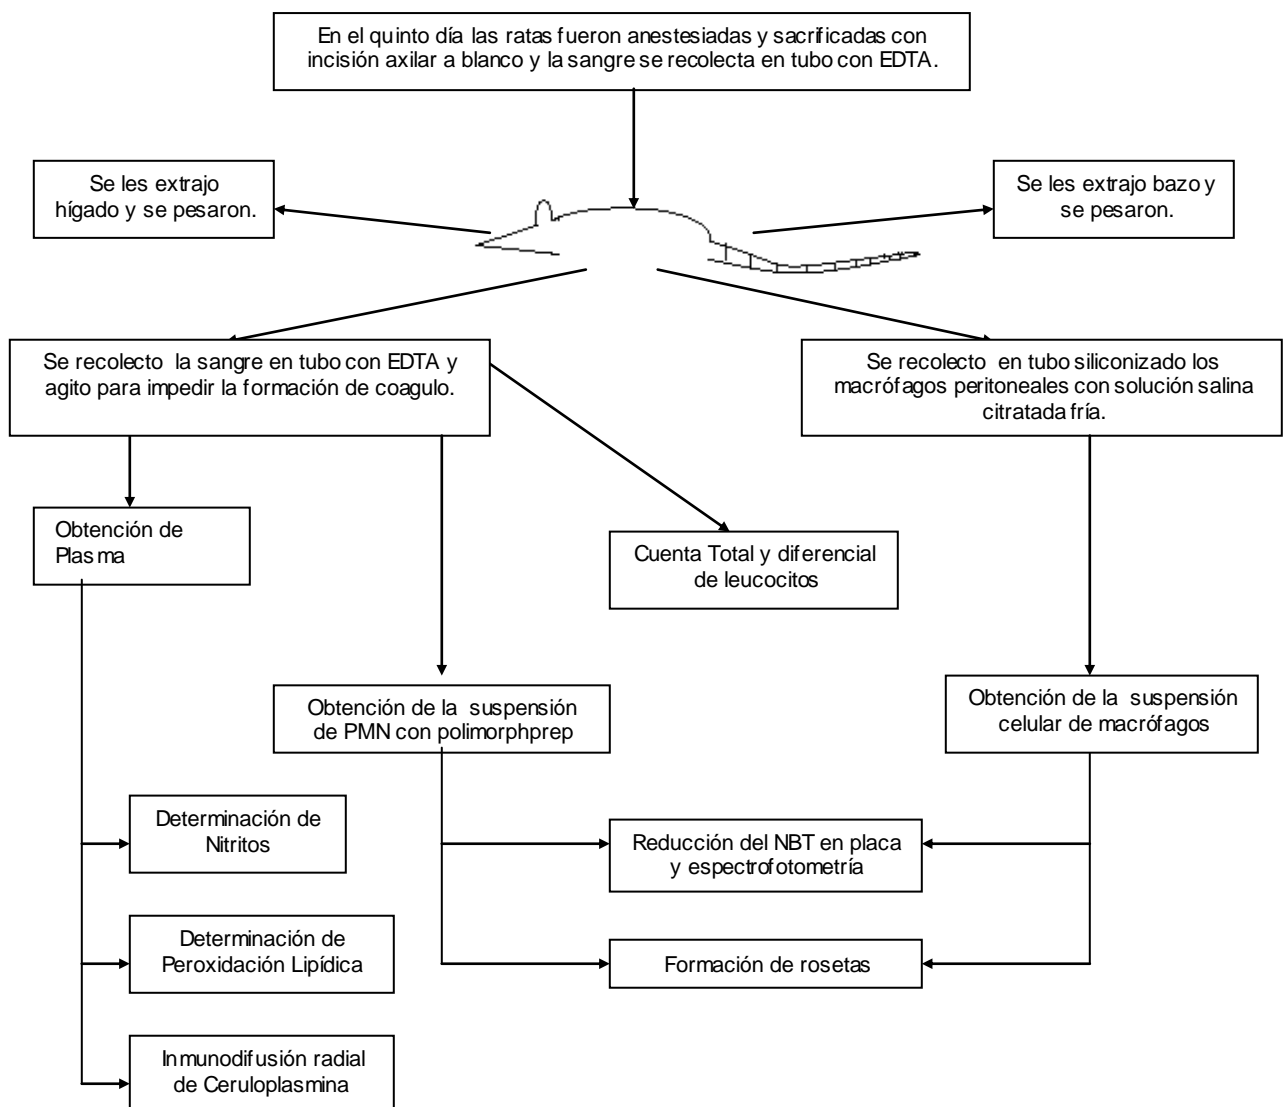 En el quinto día las ratas fueron anestesiadas y sacrificadas con
incisión axilar a blanco y la sangre se recolecta en tubo con EDTA.
Se les extrajo
hígado y se pesaron.
Se les extrajo bazo y
se pesaron.
Se recolecto la sangre en tubo con EDTA y
agito para impedir la formación de coagulo.
Se recolecto en tubo siliconizado los
macrófagos peritoneales con solución salina
citratada fría.
Obtención de
Plasma
Cuenta Total y diferencial
de leucocitos
Obtención de la suspensión
de PMN con polimorphprep
Obtención de la suspensión
celular de macrófagos
Determinación de
Nitritos
Reducción del NBT en placa
y espectrofotometría
Determinación de
Peroxidación Lipídica
Formación de rosetas
Inmunodifusión radial
de Ceruloplasmina